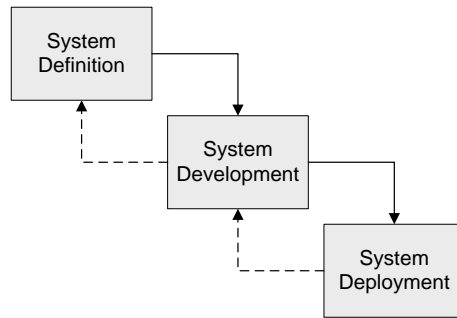 System
Definition
System
Development
System
Deployment